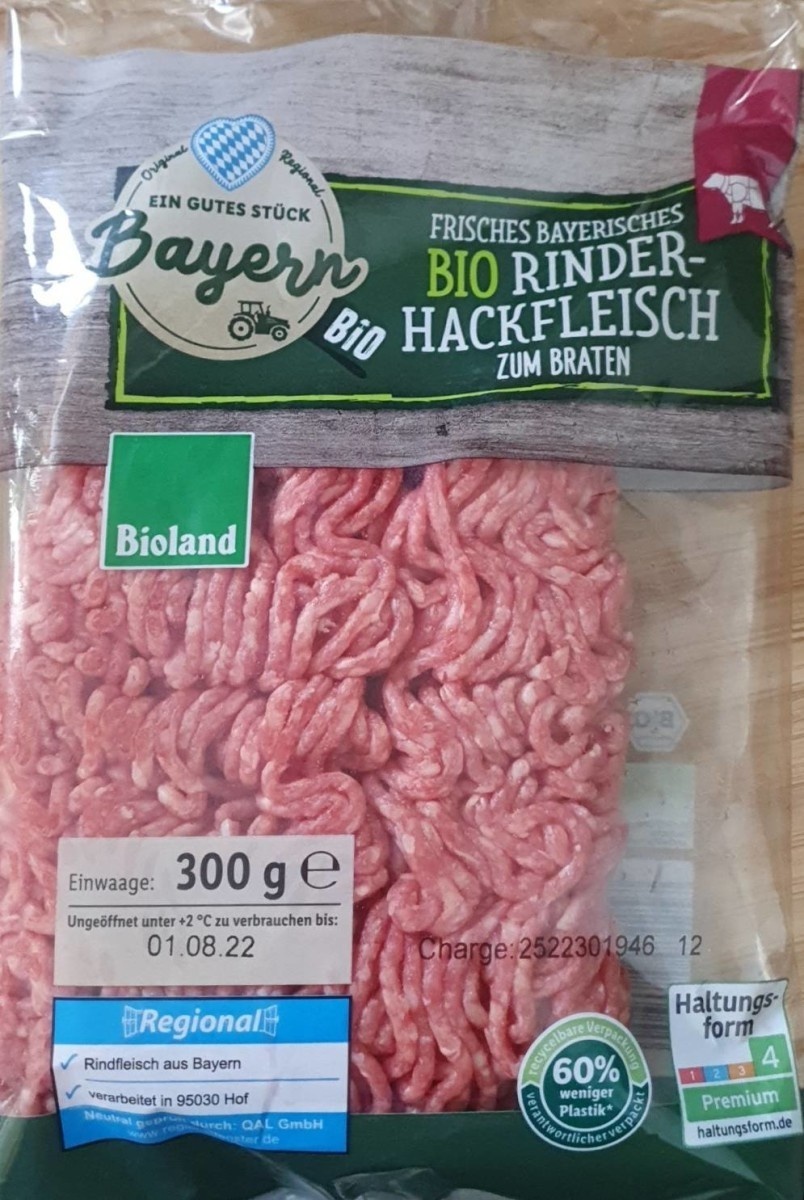 Original Regional
EIN GUTES STÜCK
Bayern
BiO
FRISCHES BAYERISCHES
BIO RINDER-
HACKFLEISCH
ZUM BRATEN
Bioland
Einwaage: 300 g ℮
Ungeöffnet unter +2 °C zu verbrauchen bis:
01.08.22
Charge: 2522301946 12
Regional
Rindfleisch aus Bayern
verarbeitet in 95030 Hof
Neutral durch: QAL GmbH
recycelbare Verpackung
60%
weniger
Plastik*
verantwortlicher verpackt
Haltungs-
form
1 2 3 4
Premium
haltungsform.de